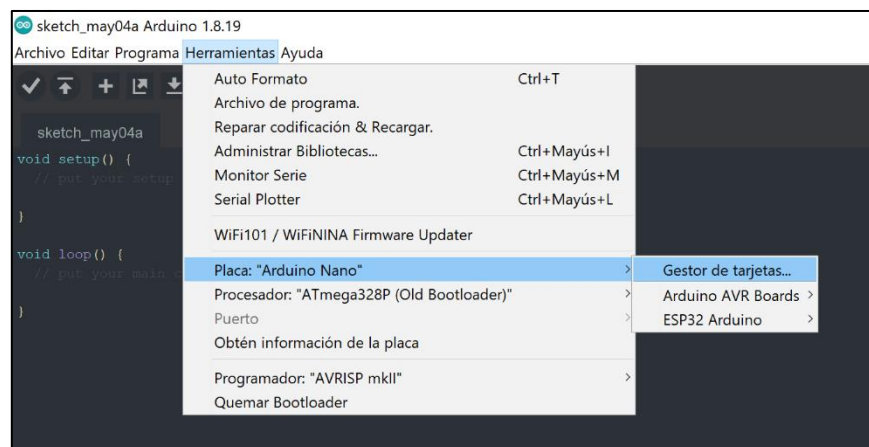 sketch_may04a Arduino 1.8.19
Archivo Editar Programa Herramientas Ayuda
Auto Formato Ctrl+T
Archivo de programa.
Reparar codificación & Recargar.
sketch_may04a
Administrar Bibliotecas... Ctrl+Mayús+I
void setup() {
Monitor Serie Ctrl+Mayús+M
// put your setup
Serial Plotter Ctrl+Mayús+L
}
WiFi101 / WiFiNINA Firmware Updater
void loop() {
Placa: "Arduino Nano" Gestor de tarjetas...
// put your main c
Procesador: "ATmega328P (Old Bootloader)" Arduino AVR Boards
}
Puerto ESP32 Arduino
Obtén información de la placa
Programador: "AVRISP mkII"
Quemar Bootloader